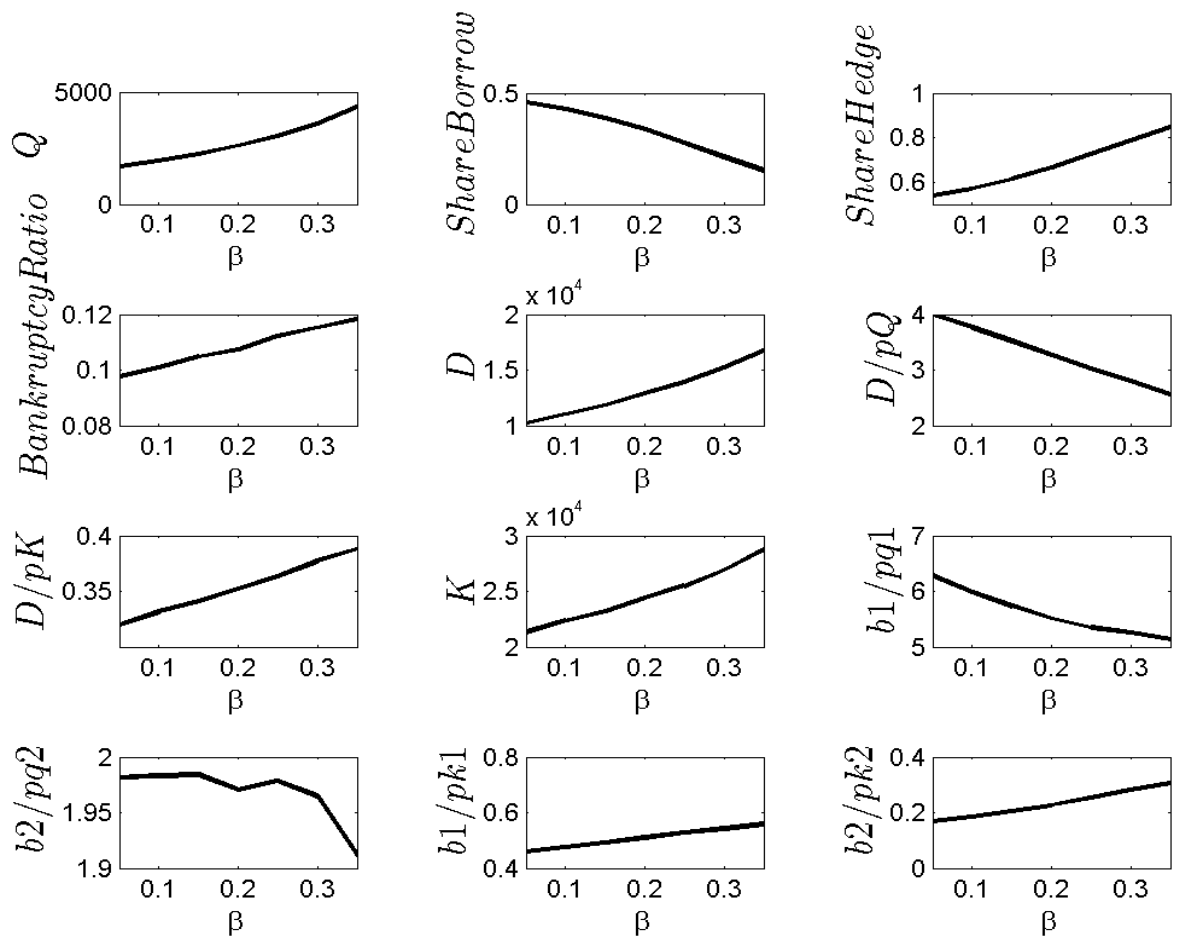 Q
5000
0
0.1 0.2 0.3
β
ShareBorrow
0.5
0
0.1 0.2 0.3
β
ShareHedge
1
0.8
0.6
0.1 0.2 0.3
β
BankruptcyRatio
0.12
0.1
0.08
0.1 0.2 0.3
β
D
x 10^4
2
1.5
1
0.1 0.2 0.3
β
D/pQ
4
3
2
0.1 0.2 0.3
β
D/pK
0.4
0.35
0.1 0.2 0.3
β
K
x 10^4
3
2.5
2
0.1 0.2 0.3
β
b1/pq1
7
6
5
0.1 0.2 0.3
β
b2/pq2
2
1.95
1.9
0.1 0.2 0.3
β
b1/pk1
0.8
0.6
0.4
0.1 0.2 0.3
β
b2/pk2
0.4
0.2
0
0.1 0.2 0.3
β